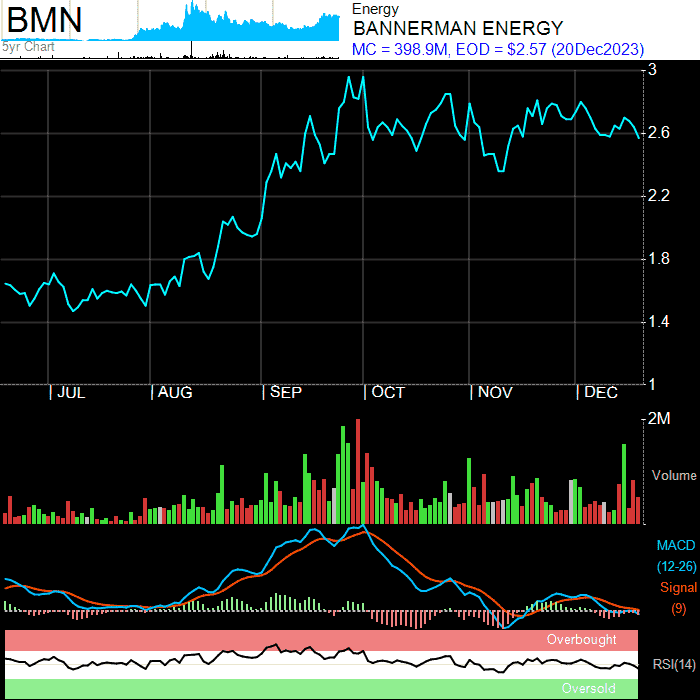 BMN
5yr Chart
Energy
BANNERMAN ENERGY
MC = 398.9M, EOD = $2.57 (20Dec2023)
3
2.6
2.2
1.8
1.4
1
JUL AUG SEP OCT NOV DEC
2M
Volume
MACD
(12-26)
Signal
(9)
Overbought
RSI(14)
Oversold